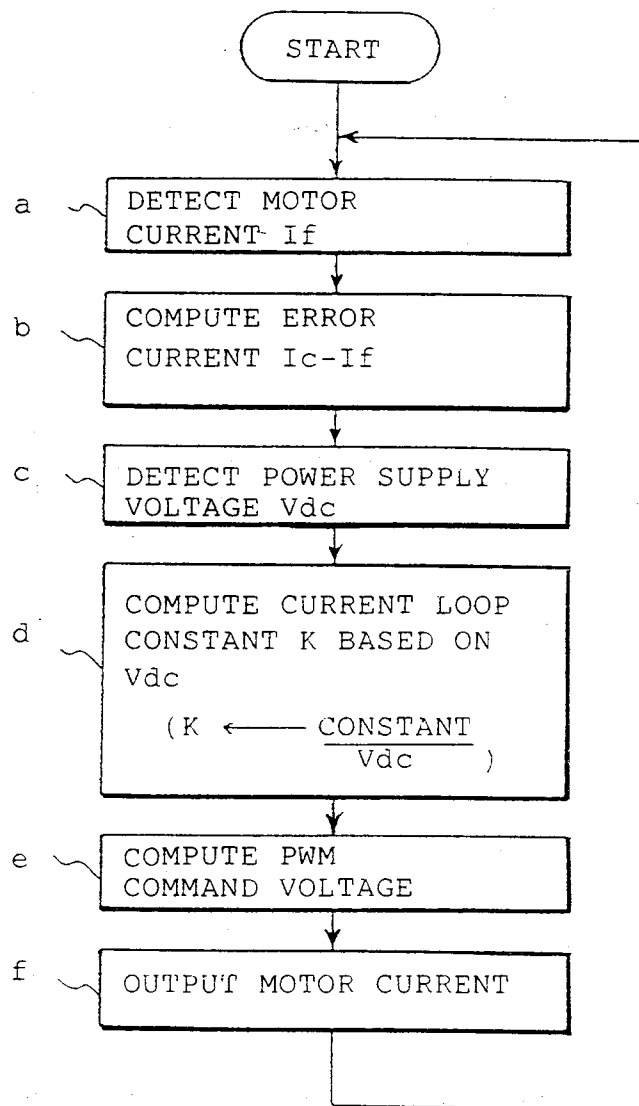 START
a
DETECT MOTOR
CURRENT If
b
COMPUTE ERROR
CURRENT Ic-If
c
DETECT POWER SUPPLY
VOLTAGE Vdc
d
COMPUTE CURRENT LOOP
CONSTANT K BASED ON
Vdc
(K ← CONSTANT
Vdc )
e
COMPUTE PWM
COMMAND VOLTAGE
f
OUTPUT MOTOR CURRENT